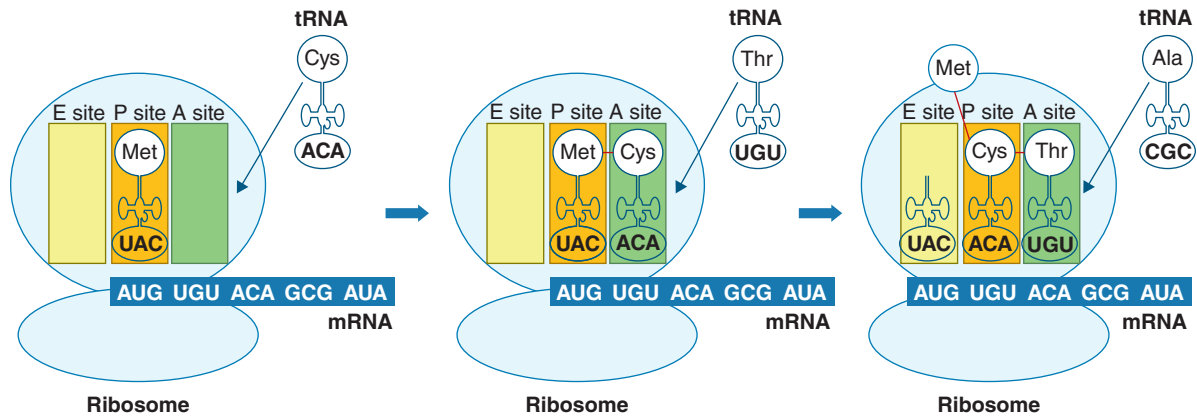 tRNA
Cys
E site P site A site
Met
ACA
UAC
AUG UGU ACA GCG AUA
mRNA
Ribosome
tRNA
Thr
E site P site A site
Met Cys
UGU
UAC ACA
AUG UGU ACA GCG AUA
mRNA
Ribosome
tRNA
Ala
Met
E site P site A site
Cys Thr
CGC
UAC ACA UGU
AUG UGU ACA GCG AUA
mRNA
Ribosome